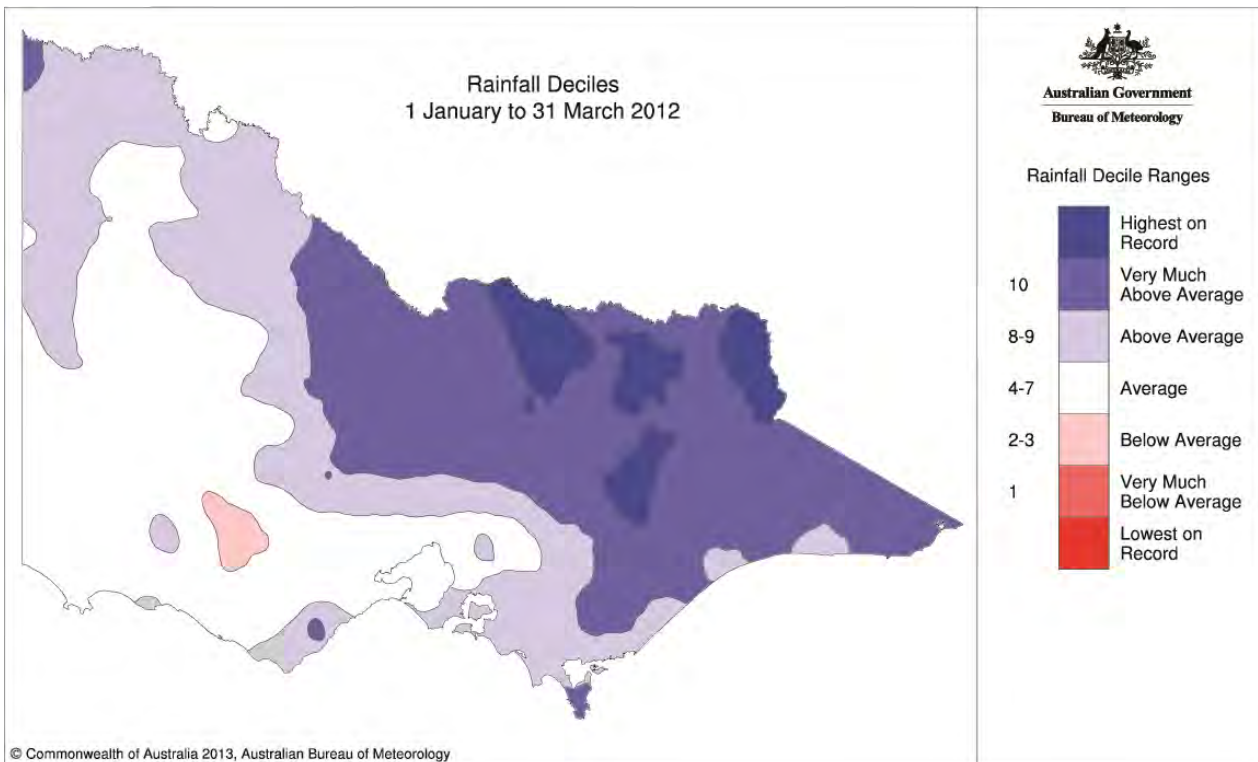 Rainfall Deciles
1 January to 31 March 2012
Australian Government
Bureau of Meteorology
Rainfall Decile Ranges
Highest on
Record
10
Very Much
Above Average
8-9
Above Average
4-7
Average
2-3
Below Average
1
Very Much
Below Average
Lowest on
Record
© Commonwealth of Australia 2013, Australian Bureau of Meteorology